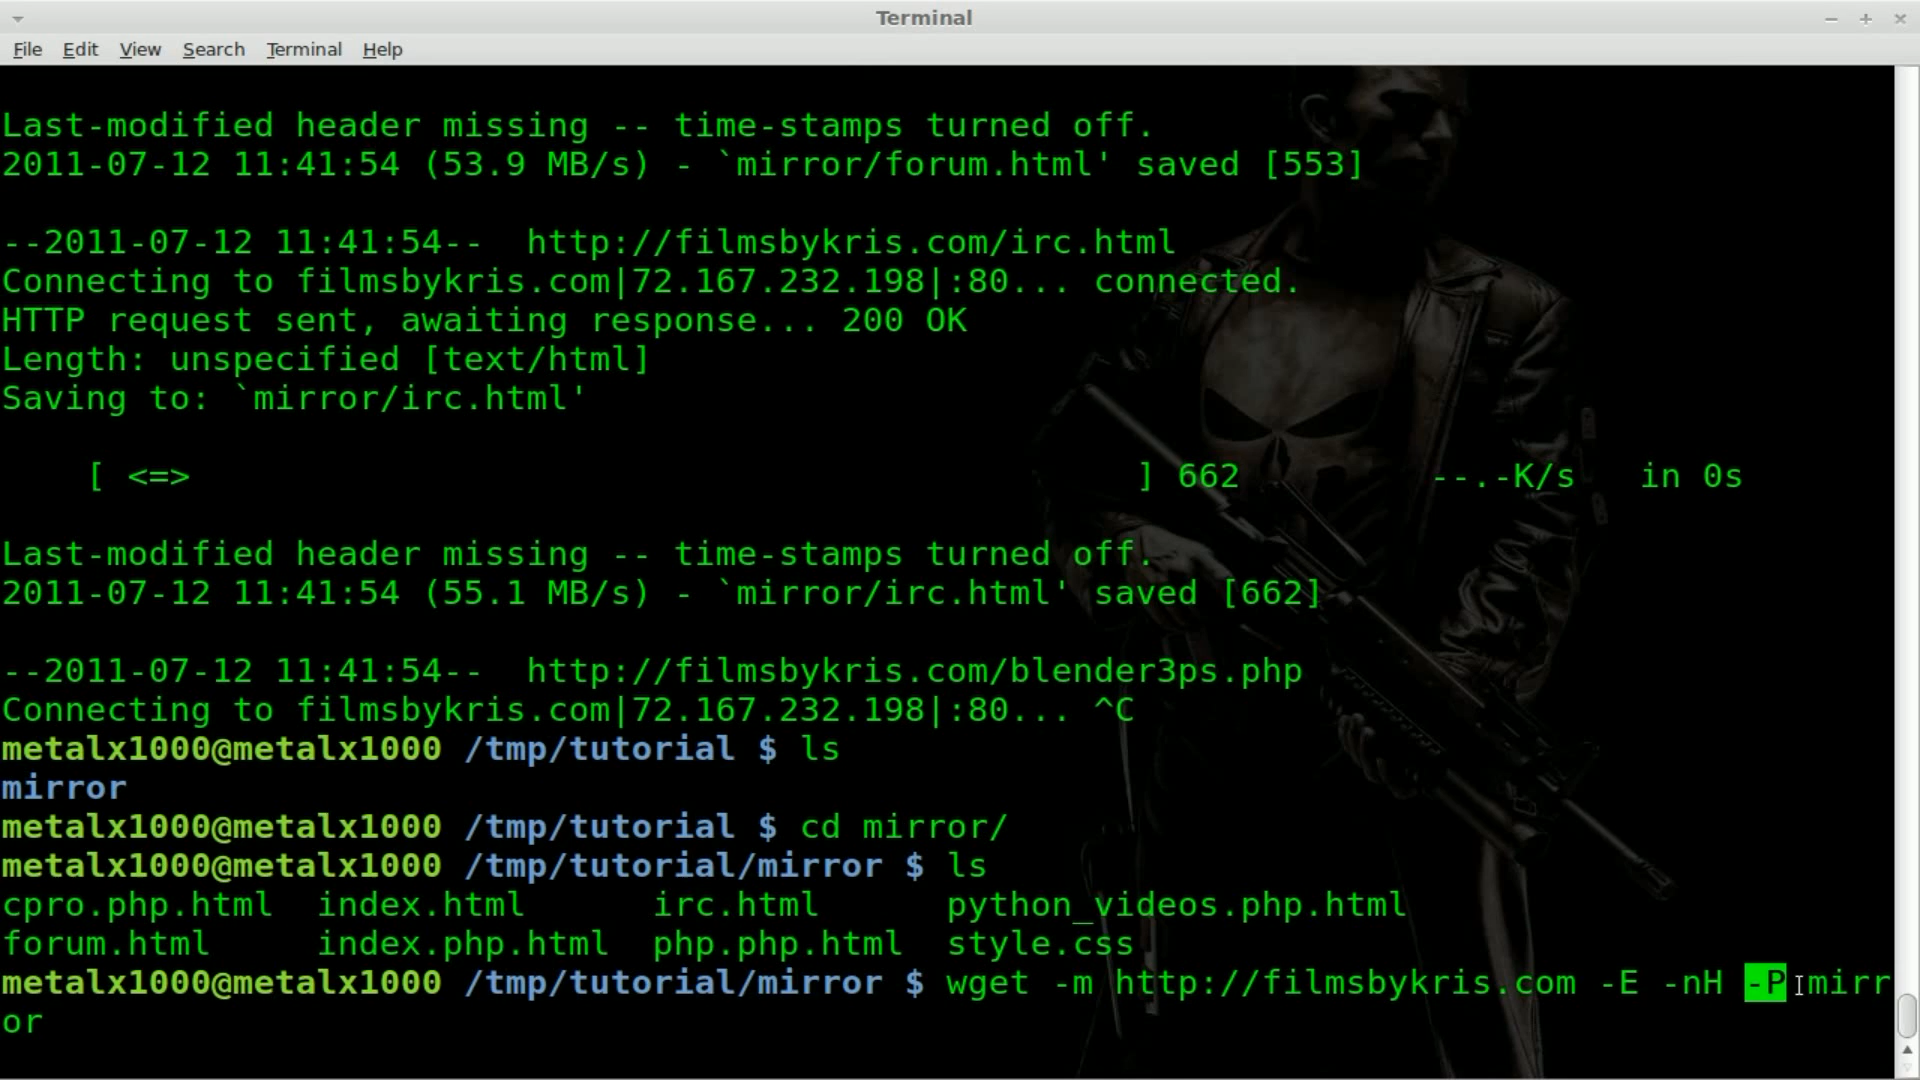 Terminal
File Edit View Search Terminal Help
Last-modified header missing -- time-stamps turned off.
2011-07-12 11:41:54 (53.9 MB/s) - `mirror/forum.html' saved [553]
--2011-07-12 11:41:54--  http://filmsbykris.com/irc.html
Connecting to filmsbykris.com|72.167.232.198|:80... connected.
HTTP request sent, awaiting response... 200 OK
Length: unspecified [text/html]
Saving to: `mirror/irc.html'
[ <=> ] 662 --.-K/s in 0s
Last-modified header missing -- time-stamps turned off.
2011-07-12 11:41:54 (55.1 MB/s) - `mirror/irc.html' saved [662]
--2011-07-12 11:41:54--  http://filmsbykris.com/blender3ps.php
Connecting to filmsbykris.com|72.167.232.198|:80... ^C
metalx1000@metalx1000 /tmp/tutorial $ ls
mirror
metalx1000@metalx1000 /tmp/tutorial $ cd mirror/
metalx1000@metalx1000 /tmp/tutorial/mirror $ ls
cpro.php.html  index.html      irc.html      python_videos.php.html
forum.html     index.php.html  php.php.html  style.css
metalx1000@metalx1000 /tmp/tutorial/mirror $ wget -m http://filmsbykris.com -E -nH -P mirr
or